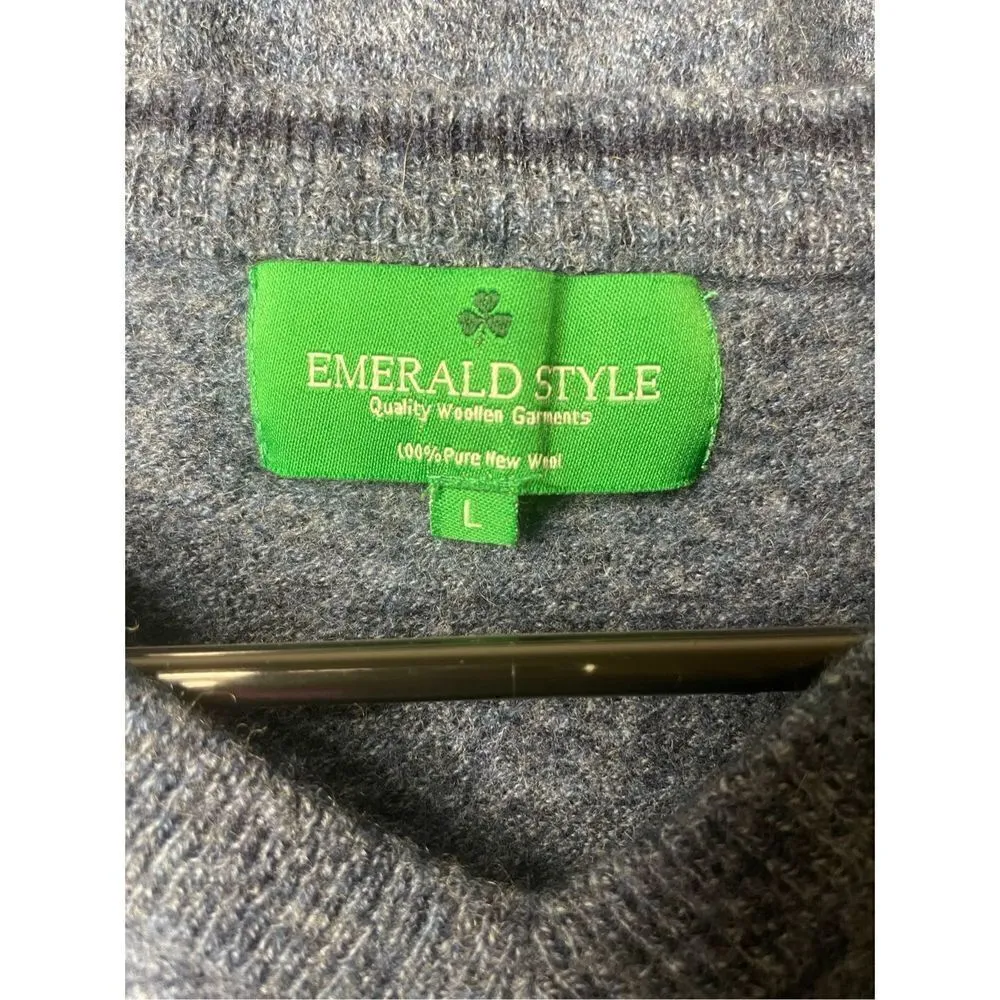 EMERALD STYLE
Quality Woollen Garments
100% Pure New Wool
L